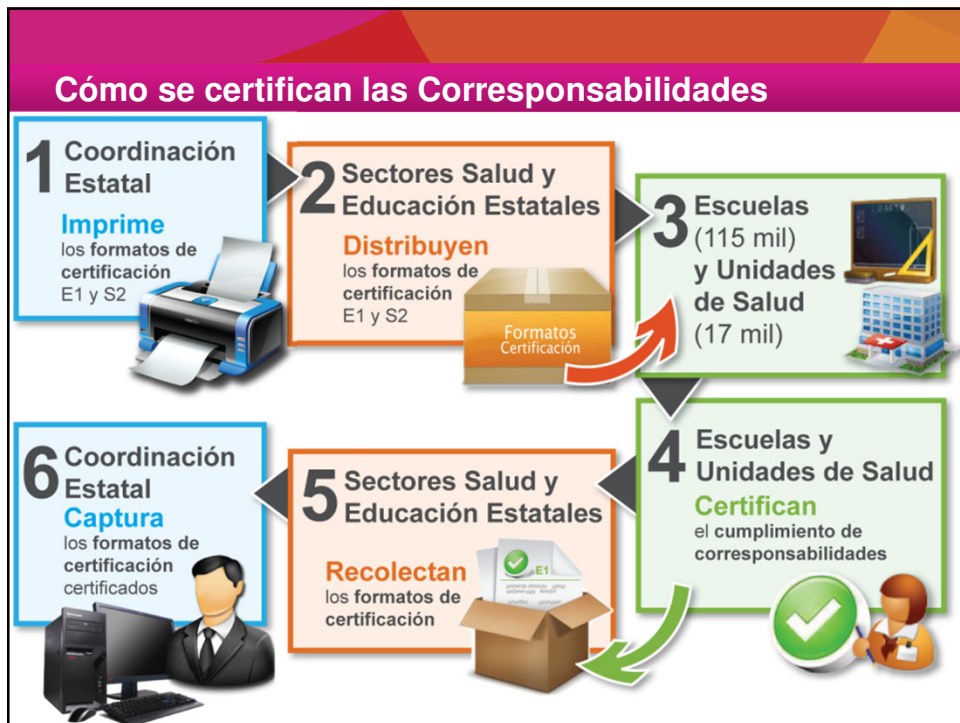 Cómo se certifican las Corresponsabilidades
1 Coordinación
Estatal
Imprime
los formatos de
certificación
E1 y S2
2 Sectores Salud y
Educación Estatales
Distribuyen
los formatos de
certificación
E1 y S2
Formatos
Certificación
3 Escuelas
(115 mil)
y Unidades
de Salud
(17 mil)
4 Escuelas y
Unidades de Salud
Certifican
el cumplimiento de
corresponsabilidades
5 Sectores Salud y
Educación Estatales
Recolectan
los formatos de
certificación
E1
6 Coordinación
Estatal
Captura
los formatos de
certificación
certificados